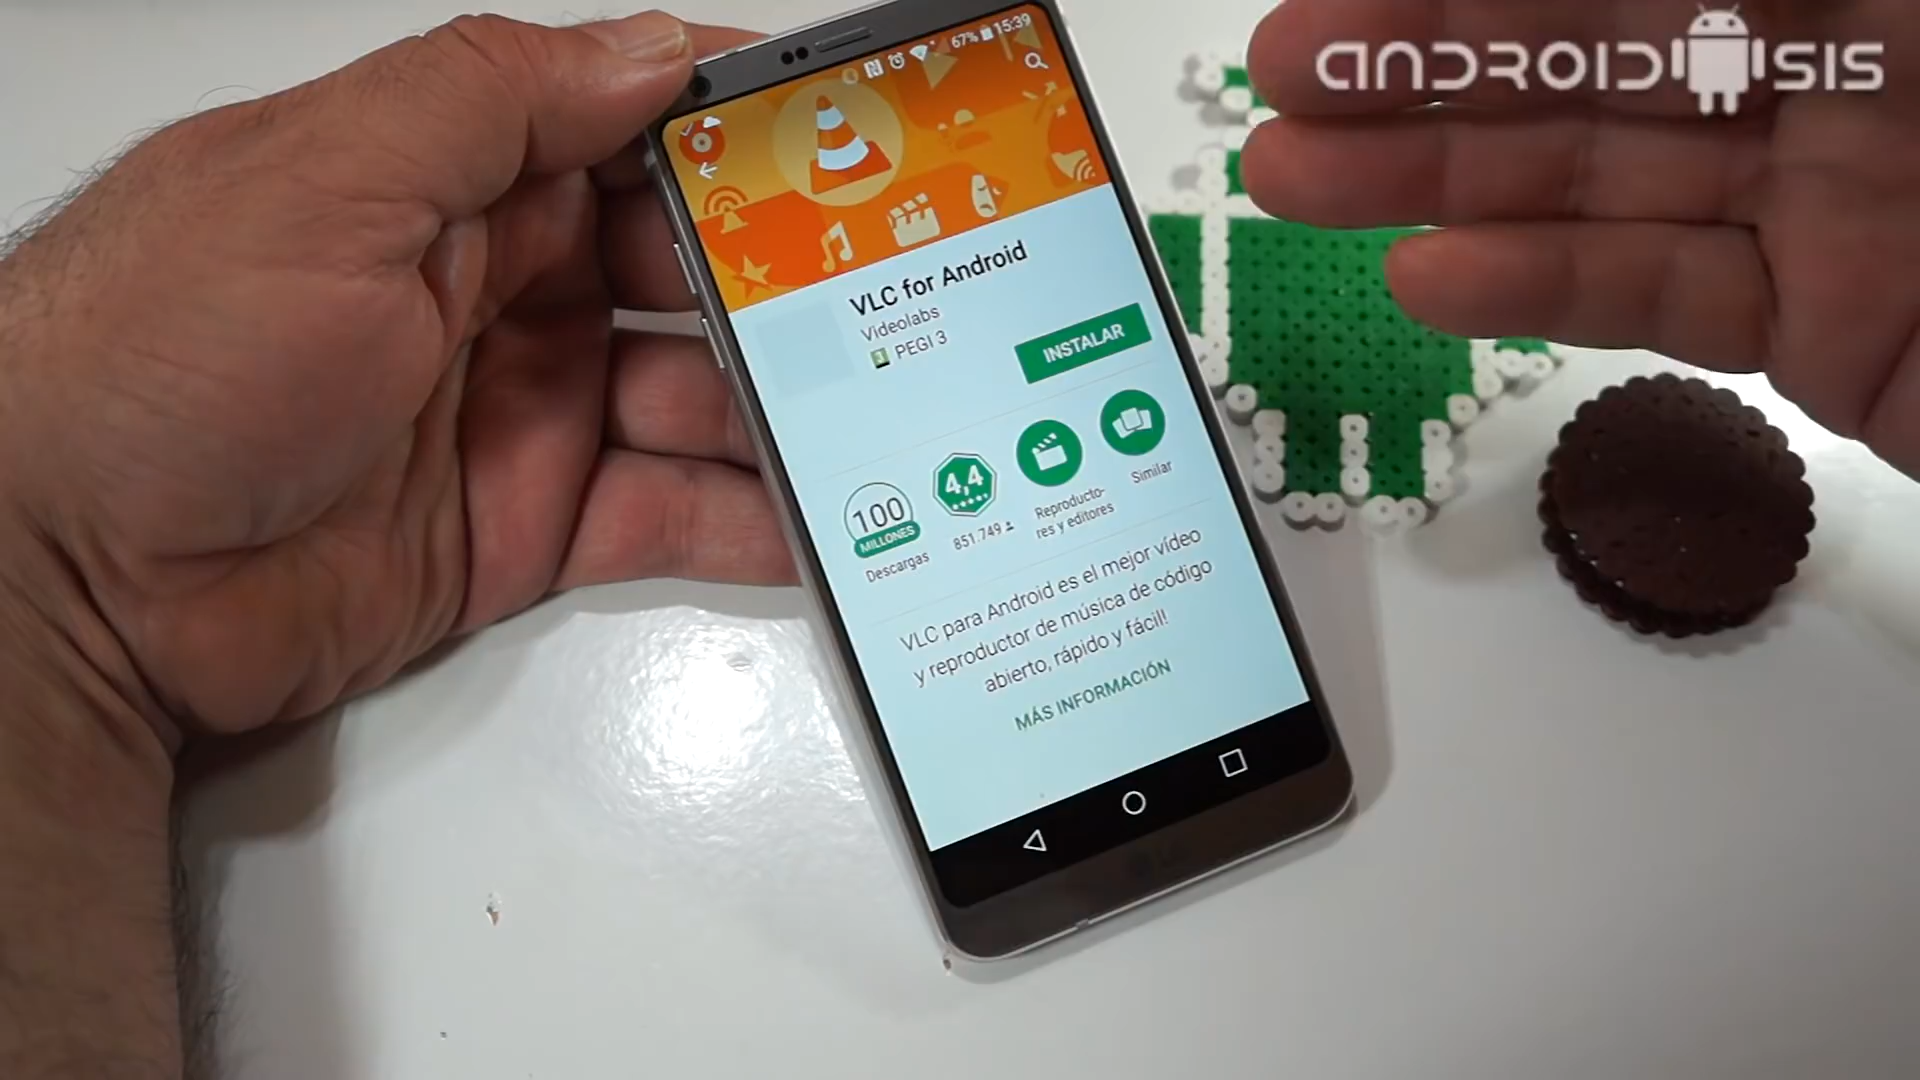 ANDROIDSIS
67% 15:39
VLC for Android
Videolabs
3 PEGI 3
INSTALAR
100
MILLONES
Descargas
4,4
851.749
Reproducto-
res y editores
Similar
VLC para Android es el mejor vídeo
y reproductor de música de código
abierto, rápido y fácil!
MÁS INFORMACIÓN